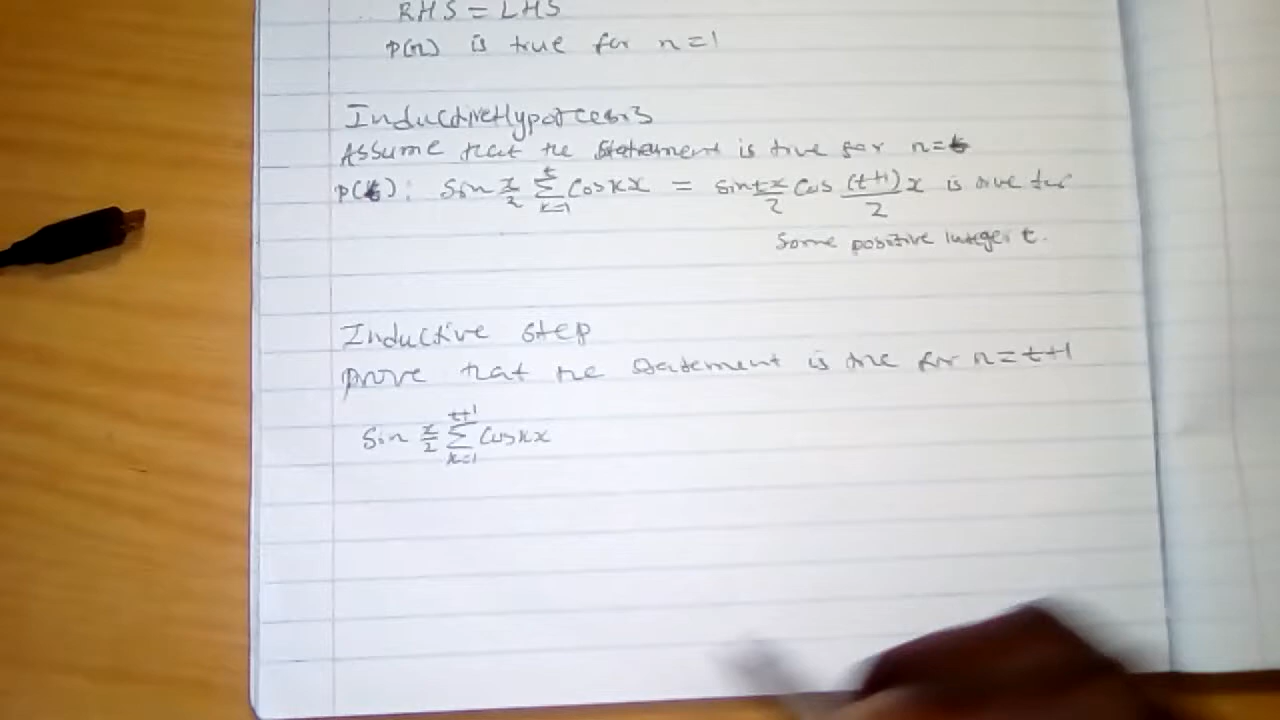 RHS = LHS
P(n) is true for n=1
Inductive Hypothesis
Assume that the statement is true for n=t
P(t): Sin x/2 Σ_{k=1}^{t} Cos kx = Sin tx/2 Cos (t+1)x/2 is true for
Some positive integer t.
Inductive step
prove that the statement is true for n=t+1
Sin x/2 Σ_{k=1}^{t+1} Cos kx